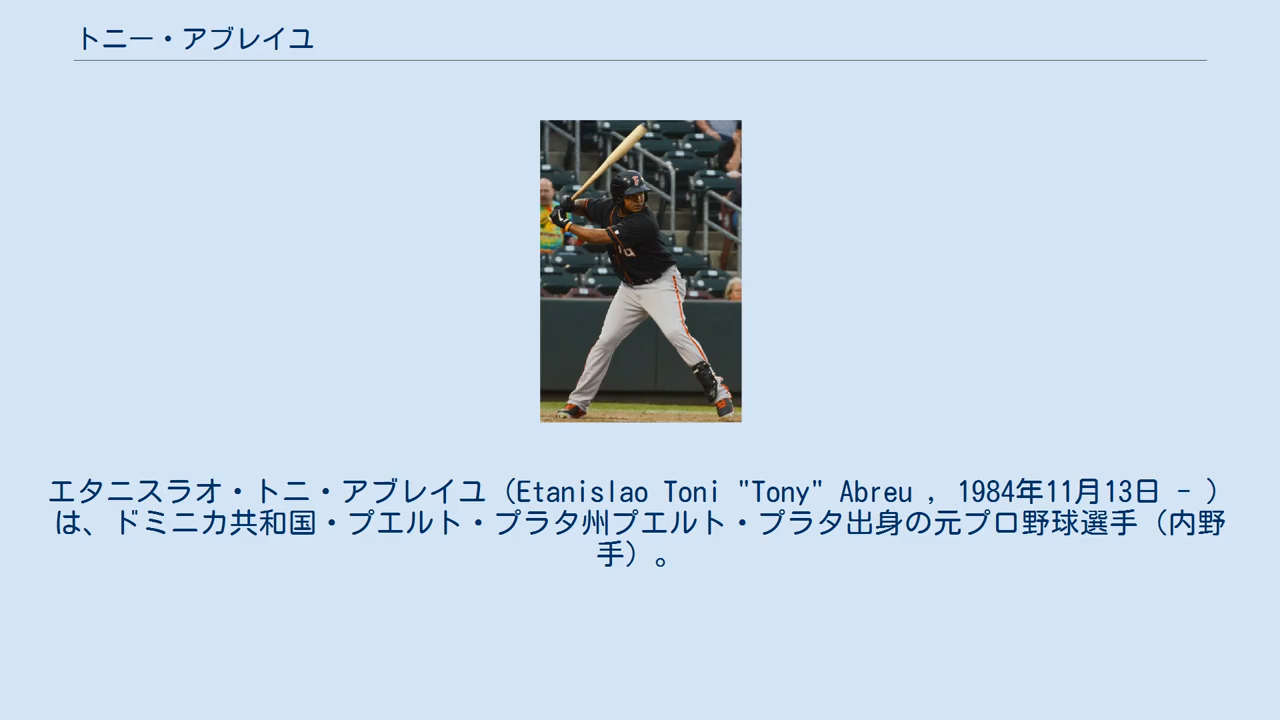 トニー・アブレイユ
エタニスラオ・トニ・アブレイユ（Etanislao Toni "Tony" Abreu , 1984年11月13日 - ）
は、ドミニカ共和国・プエルト・プラタ州プエルト・プラタ出身の元プロ野球選手（内野
手）。